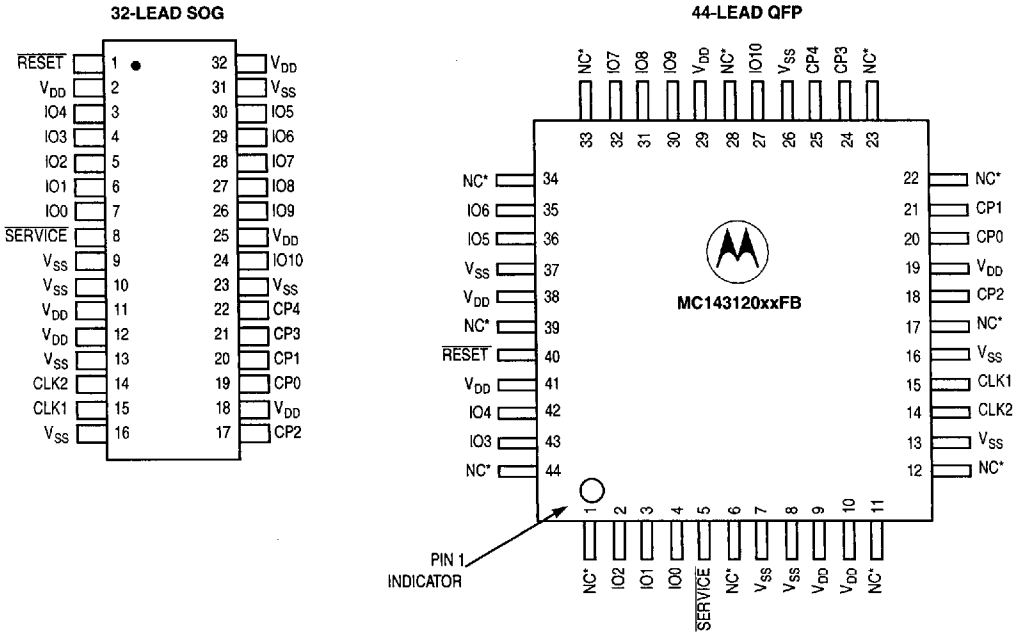 32-LEAD SOG
RESET 1 32 VDD
VDD 2 31 VSS
IO4 3 30 IO5
IO3 4 29 IO6
IO2 5 28 IO7
IO1 6 27 IO8
IO0 7 26 IO9
SERVICE 8 25 VDD
VSS 9 24 IO10
VSS 10 23 VSS
VDD 11 22 CP4
VDD 12 21 CP3
VSS 13 20 CP1
CLK2 14 19 CP0
CLK1 15 18 VDD
VSS 16 17 CP2
44-LEAD QFP
NC* IO7 IO8 IO9 VDD NC* IO10 VSS CP4 CP3 NC*
33 32 31 30 29 28 27 26 25 24 23
NC* 34 22 NC*
IO6 35 21 CP1
IO5 36 20 CP0
VSS 37 19 VDD
VDD 38 18 CP2
NC* 39 17 NC*
RESET 40 16 VSS
VDD 41 15 CLK1
IO4 42 14 CLK2
IO3 43 13 VSS
NC* 44 12 NC*
MC143120xxFB
1 2 3 4 5 6 7 8 9 10 11
NC* IO2 IO1 IO0 SERVICE NC* VSS VSS VDD VDD NC*
PIN 1
INDICATOR